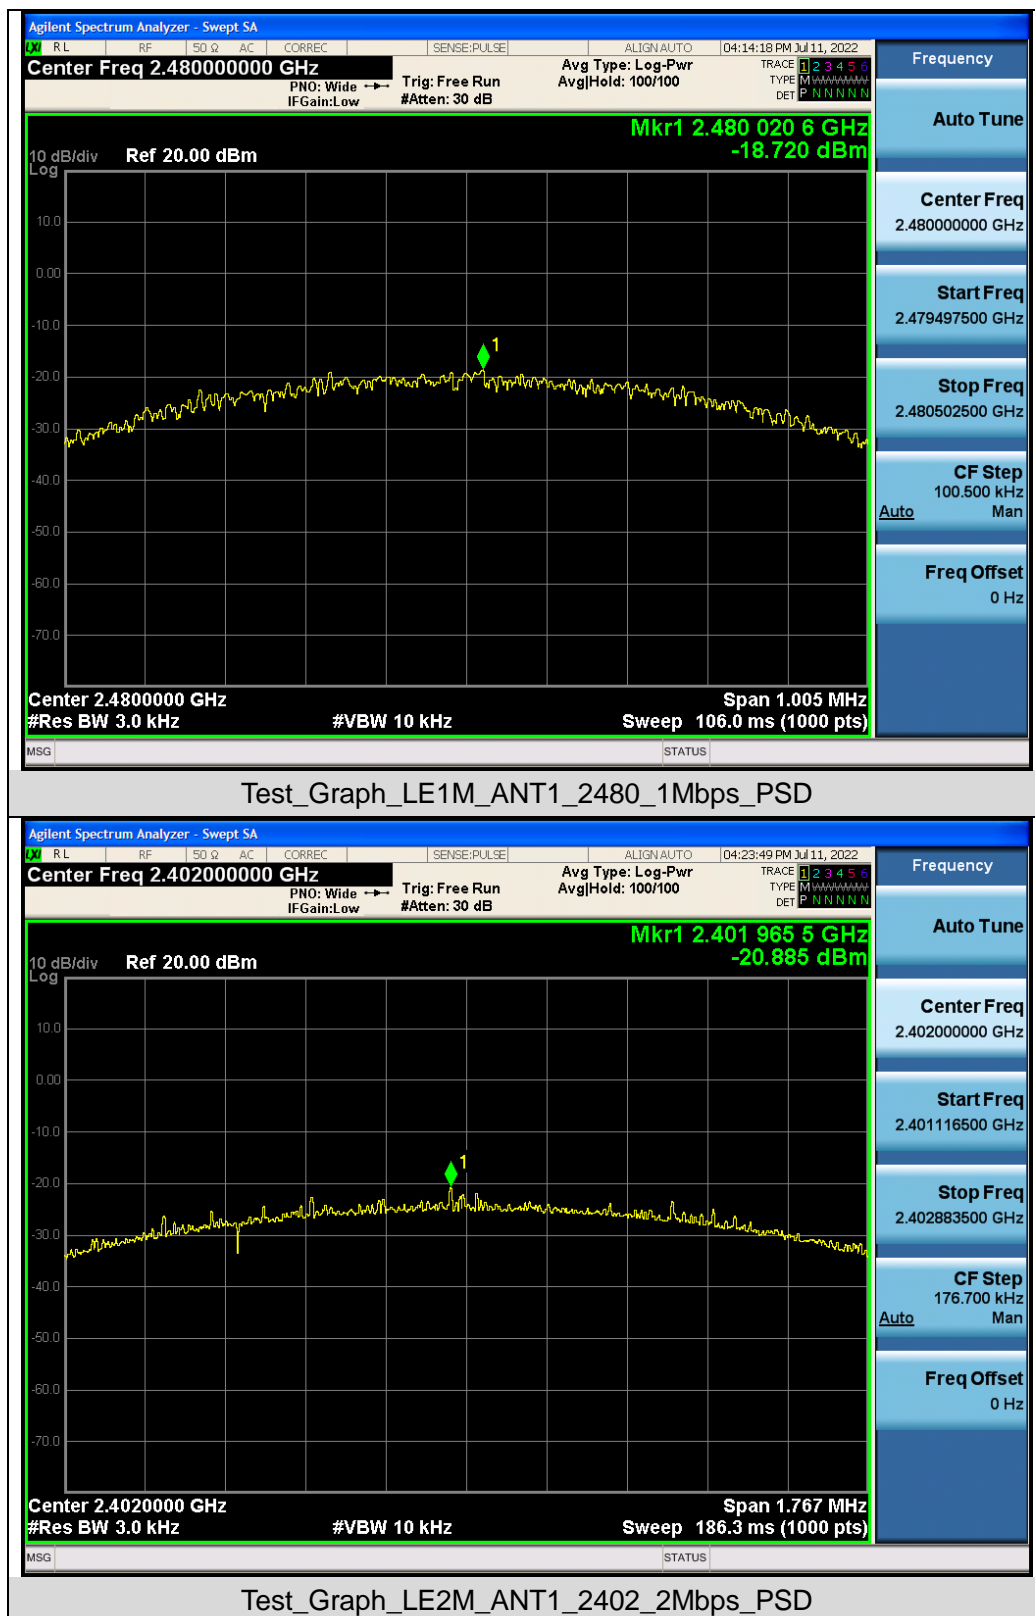 Agilent Spectrum Analyzer - Swept SA
LXI RL RF 50 Ω AC CORREC SENSE:PULSE ALIGN AUTO 04:14:18 PM Jul 11, 2022
Center Freq 2.480000000 GHz
PNO: Wide
IFGain:Low
Trig: Free Run
#Atten: 30 dB
Avg Type: Log-Pwr
Avg|Hold: 100/100
TRACE 1 2 3 4 5 6
TYPE M
DET P N N N N N
Mkr1 2.480 020 6 GHz
-18.720 dBm
10 dB/div Ref 20.00 dBm
Log
10.0
0.00
-10.0
1
-20.0
-30.0
-40.0
-50.0
-60.0
-70.0
Center 2.4800000 GHz Span 1.005 MHz
#Res BW 3.0 kHz #VBW 10 kHz Sweep 106.0 ms (1000 pts)
MSG STATUS
Frequency
Auto Tune
Center Freq
2.480000000 GHz
Start Freq
2.479497500 GHz
Stop Freq
2.480502500 GHz
CF Step
100.500 kHz
Auto Man
Freq Offset
0 Hz
Test_Graph_LE1M_ANT1_2480_1Mbps_PSD
Agilent Spectrum Analyzer - Swept SA
LXI RL RF 50 Ω AC CORREC SENSE:PULSE ALIGN AUTO 04:23:49 PM Jul 11, 2022
Center Freq 2.402000000 GHz
PNO: Wide
IFGain:Low
Trig: Free Run
#Atten: 30 dB
Avg Type: Log-Pwr
Avg|Hold: 100/100
TRACE 1 2 3 4 5 6
TYPE M
DET P N N N N N
Mkr1 2.401 965 5 GHz
-20.885 dBm
10 dB/div Ref 20.00 dBm
Log
10.0
0.00
-10.0
1
-20.0
-30.0
-40.0
-50.0
-60.0
-70.0
Center 2.4020000 GHz Span 1.767 MHz
#Res BW 3.0 kHz #VBW 10 kHz Sweep 186.3 ms (1000 pts)
MSG STATUS
Frequency
Auto Tune
Center Freq
2.402000000 GHz
Start Freq
2.401116500 GHz
Stop Freq
2.402883500 GHz
CF Step
176.700 kHz
Auto Man
Freq Offset
0 Hz
Test_Graph_LE2M_ANT1_2402_2Mbps_PSD